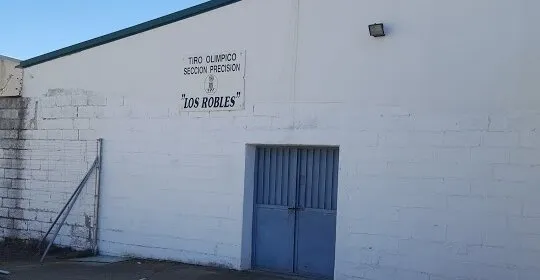 TIRO OLIMPICO
SECCION PRECISION
"LOS ROBLES"